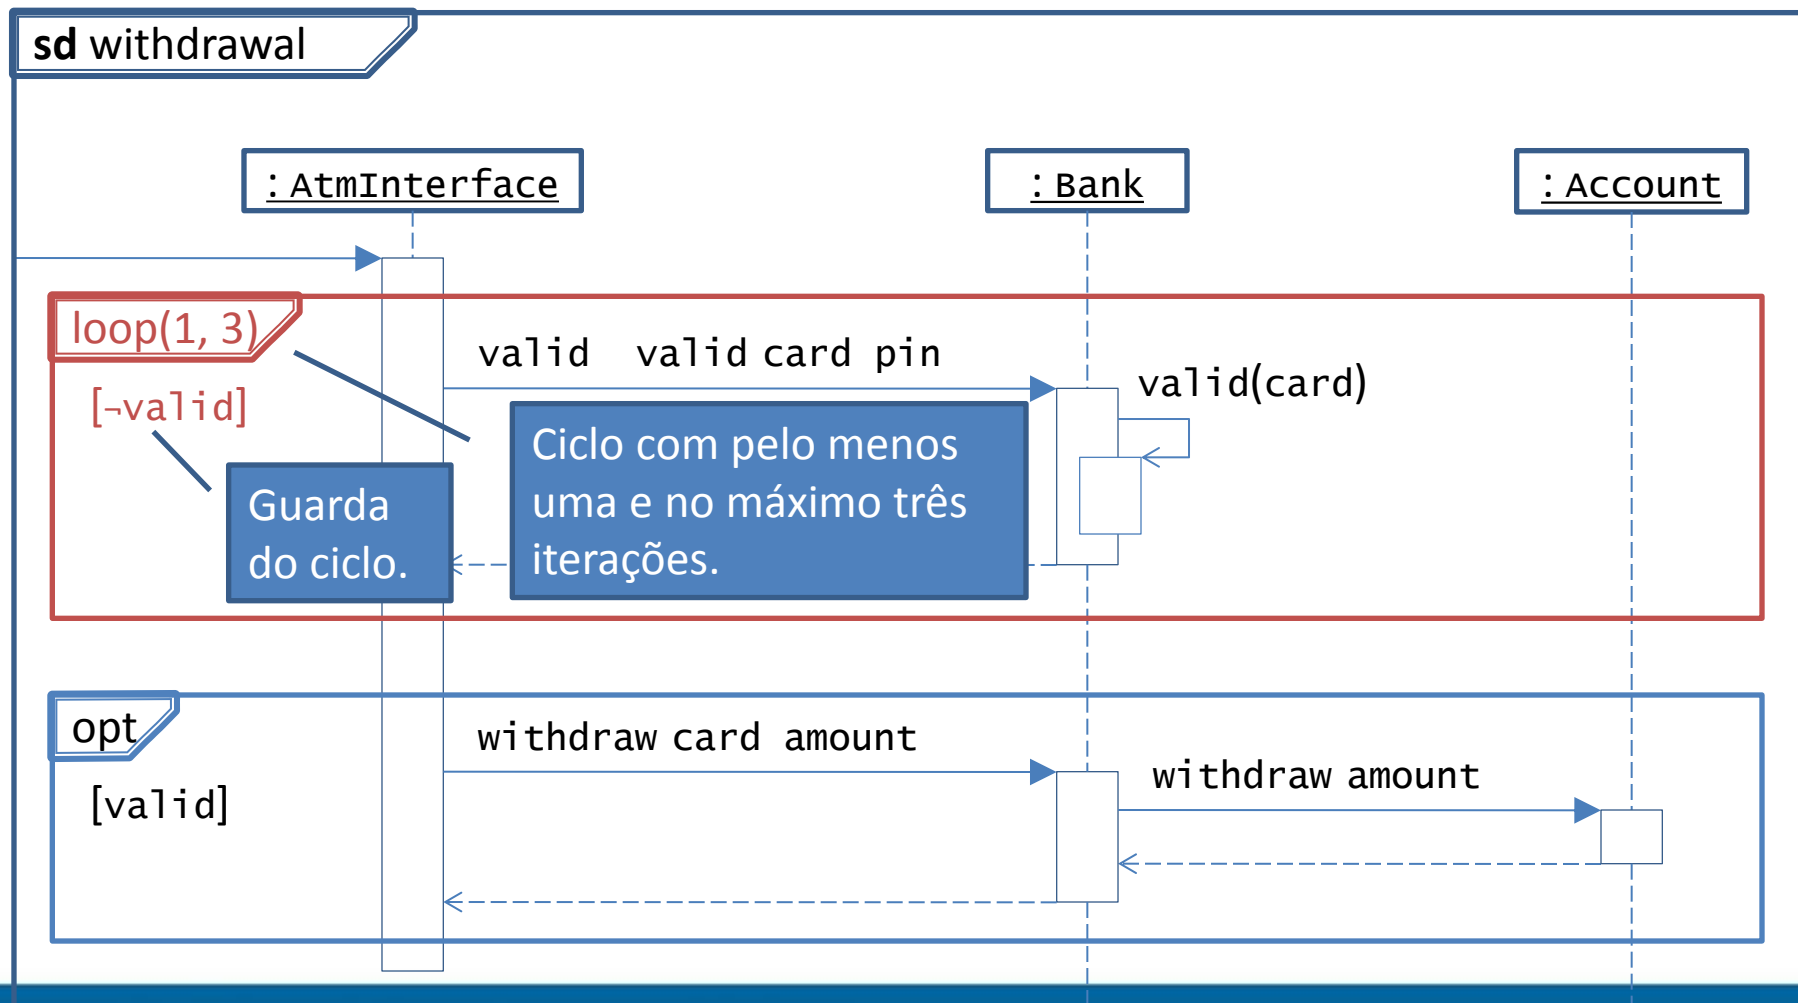 sd withdrawal
: AtmInterface
: Bank
: Account
loop(1, 3)
valid valid card pin
valid(card)
[¬valid]
Ciclo com pelo menos
uma e no máximo três
iterações.
Guarda
do ciclo.
opt
withdraw card amount
withdraw amount
[valid]